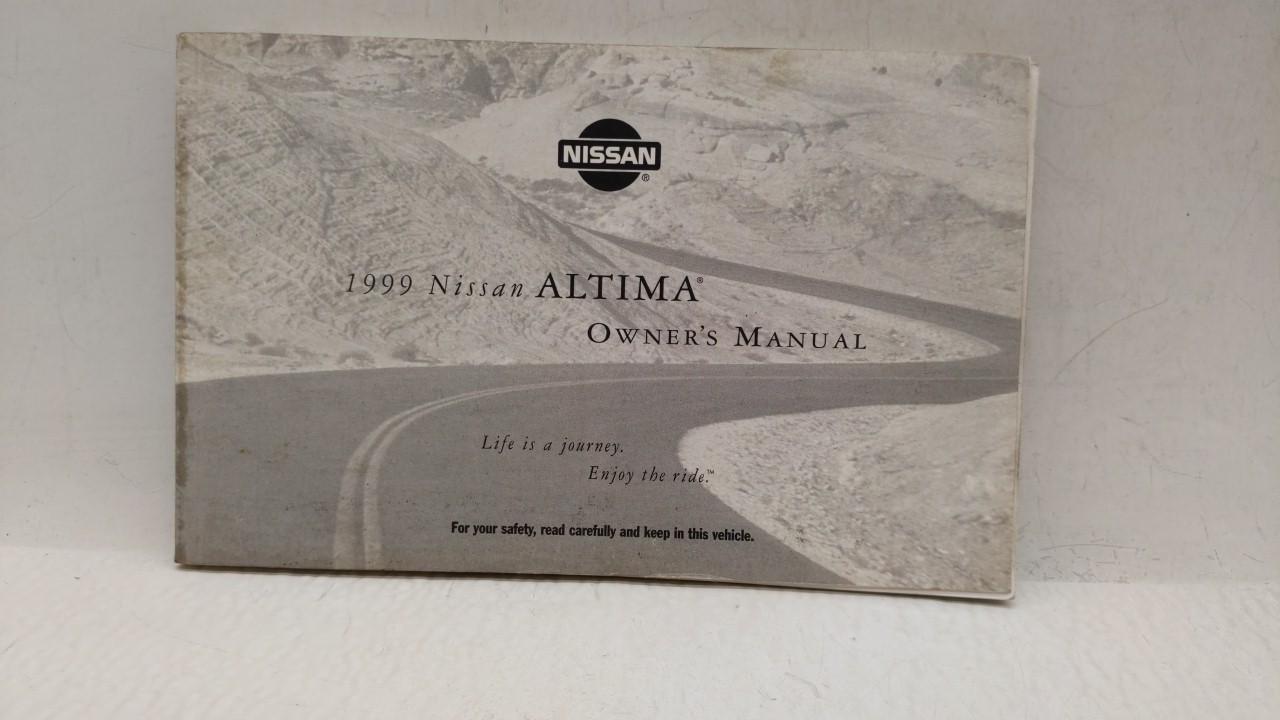 NISSAN®
1999 Nissan ALTIMA®
OWNER'S MANUAL
Life is a journey.
Enjoy the ride.™
For your safety, read carefully and keep in this vehicle.